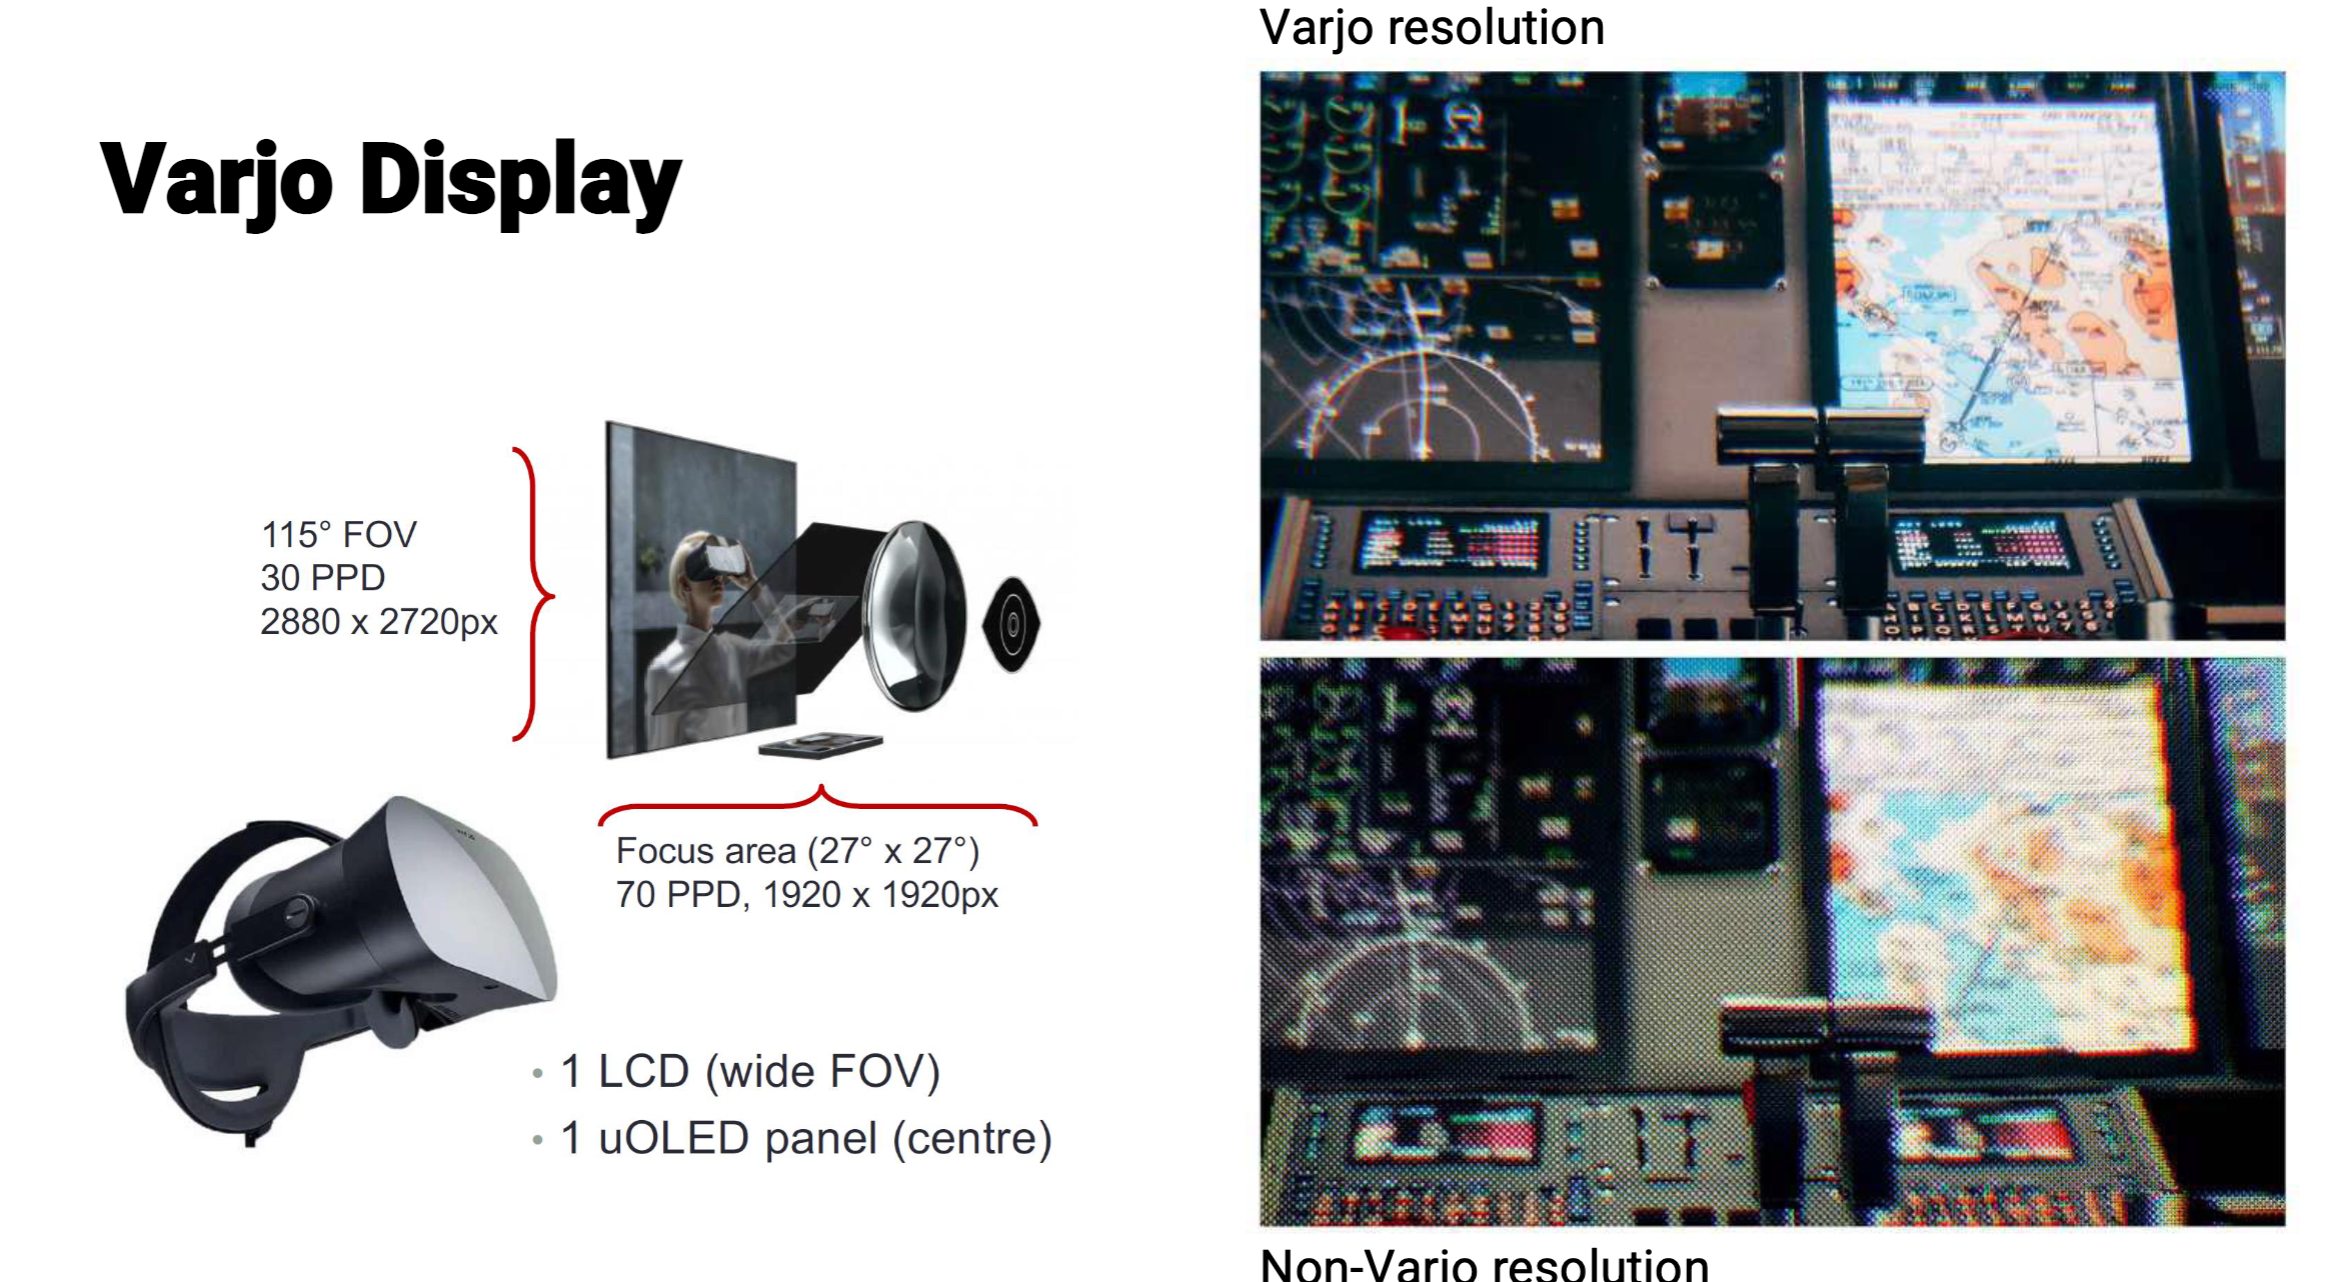 Varjo Display
115° FOV
30 PPD
2880 x 2720px
Focus area (27° x 27°)
70 PPD, 1920 x 1920px
• 1 LCD (wide FOV)
• 1 uOLED panel (centre)
Varjo resolution
Non-Varjo resolution